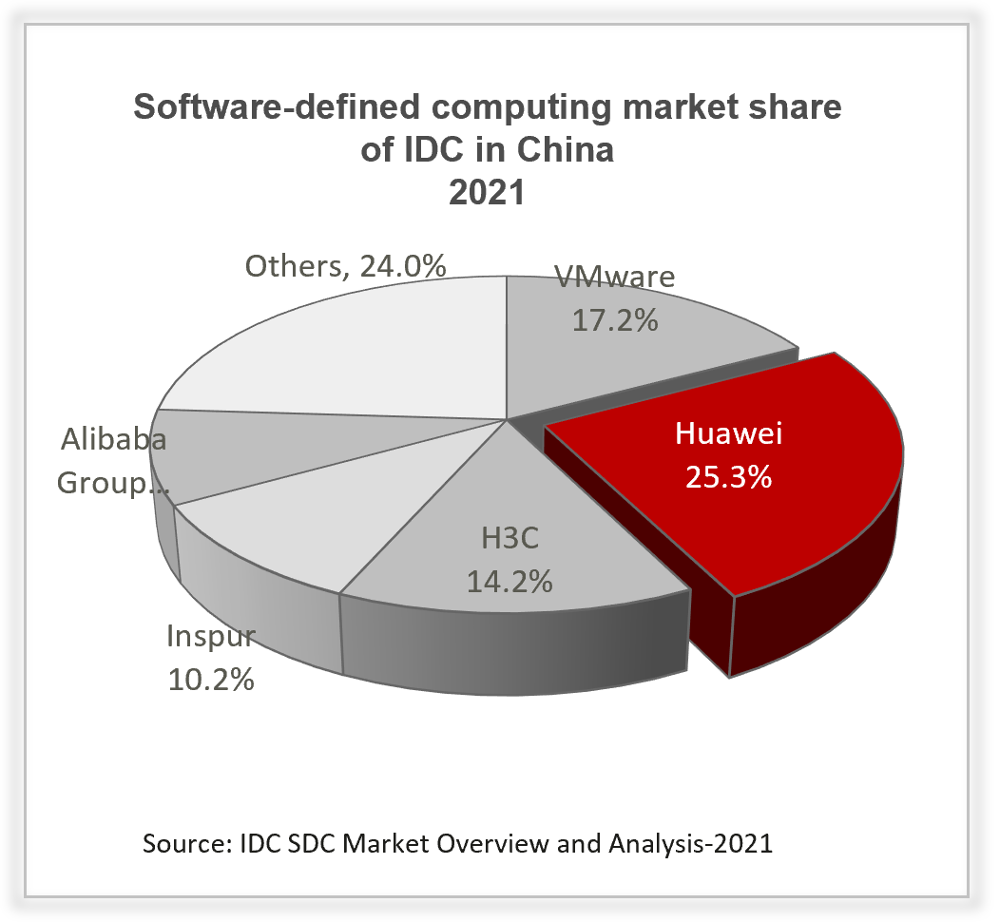 Software-defined computing market share
of IDC in China
2021
Others, 24.0%
VMware
17.2%
Huawei
25.3%
Alibaba
Group...
H3C
14.2%
Inspur
10.2%
Source: IDC SDC Market Overview and Analysis-2021